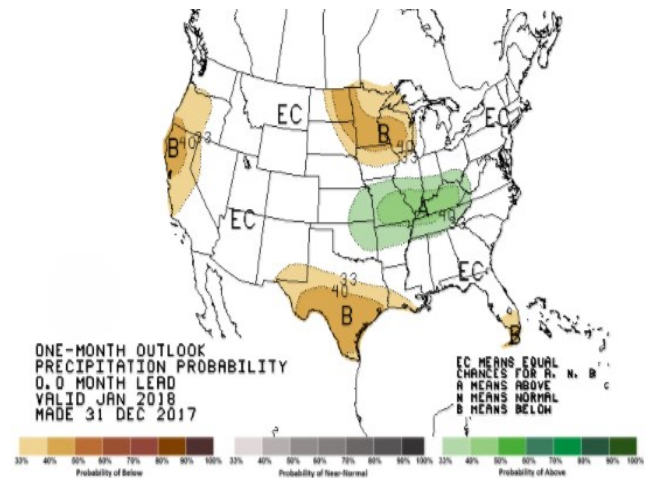 EC
B
40
33
EC
B
40
33
EC
A
40
33
EC
EC
33
40
B
B
ONE-MONTH OUTLOOK
PRECIPITATION PROBABILITY
0.0 MONTH LEAD
VALID JAN 2018
MADE 31 DEC 2017
EC MEANS EQUAL
CHANCES FOR A, N, B
A MEANS ABOVE
N MEANS NORMAL
B MEANS BELOW
33% 40% 50% 60% 70% 80% 90% 100%
Probability of Below
33% 40% 50% 60% 70% 80% 90% 100%
Probability of Near-Normal
33% 40% 50% 60% 70% 80% 90% 100%
Probability of Above